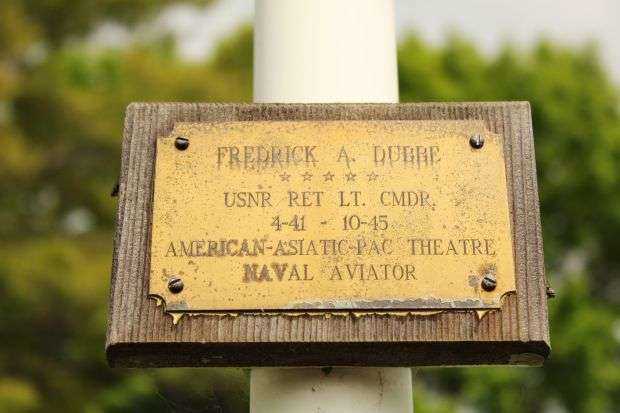 FREDRICK A. DUBBE
☆ ☆ ☆ ☆ ☆
USNR RET LT. CMDR.
4-41 - 10-45
AMERICAN-ASIATIC-PAC THEATRE
NAVAL AVIATOR